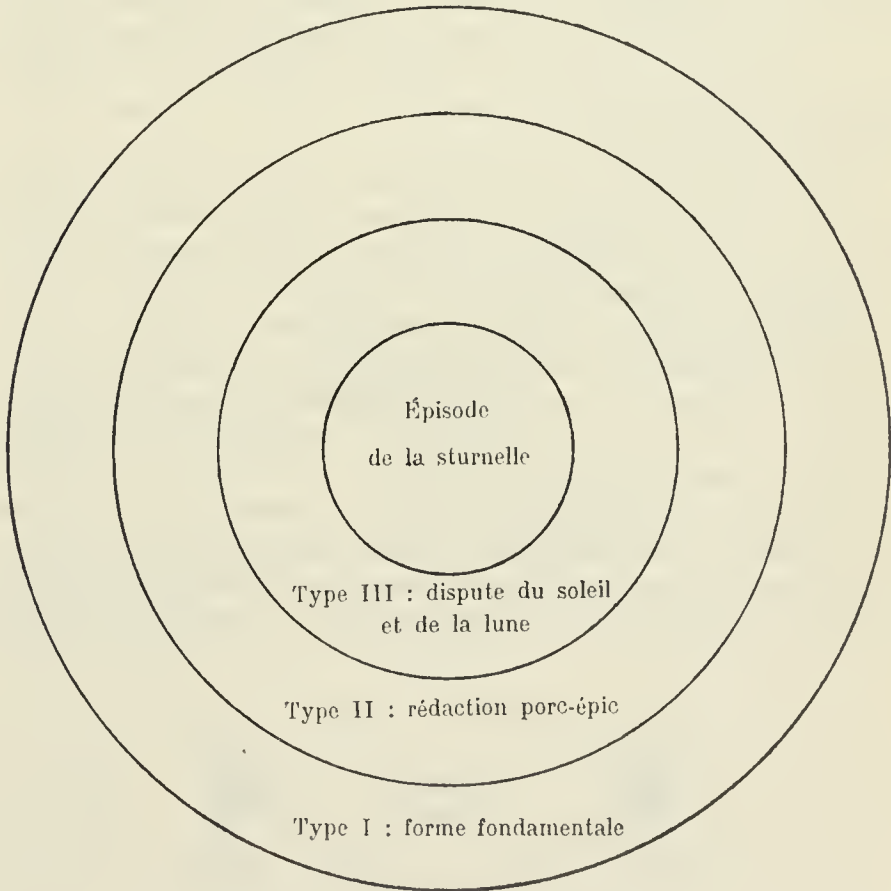 Épisode
de la sturnelle
Type III : dispute du soleil
et de la lune
Type II : rédaction porc-épic
Type I : forme fondamentale